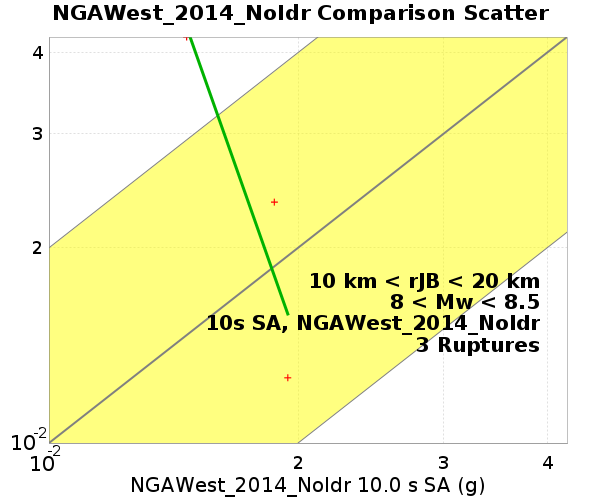 NGAWest_2014_NoIdr Comparison Scatter
4
3
2
10 km < rJB < 20 km
8 < Mw < 8.5
10s SA, NGAWest_2014_NoIdr
3 Ruptures
10-2
10-2
2
3
4
NGAWest_2014_NoIdr 10.0 s SA (g)